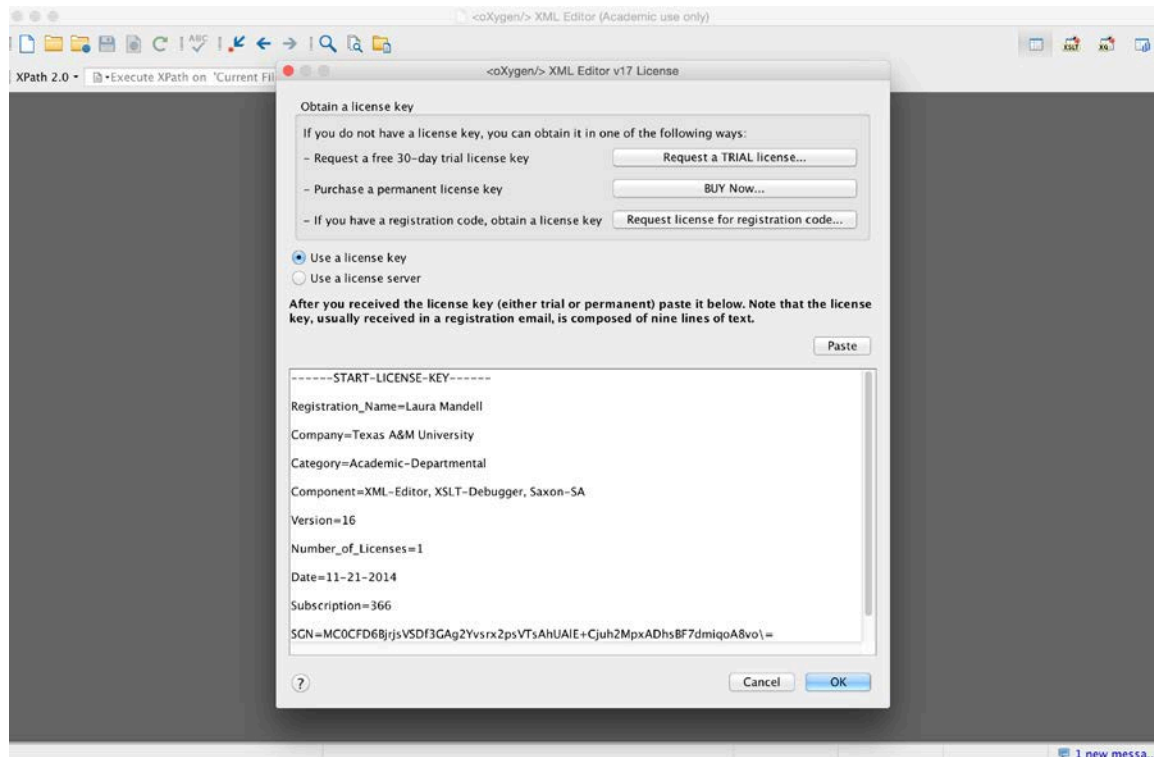 <oXygen/> XML Editor (Academic use only)
ABC
XSLT
XQ
XPath 2.0
Execute XPath on 'Current Fil
<oXygen/> XML Editor v17 License
Obtain a license key
If you do not have a license key, you can obtain it in one of the following ways:
– Request a free 30-day trial license key Request a TRIAL license...
– Purchase a permanent license key BUY Now...
– If you have a registration code, obtain a license key Request license for registration code...
Use a license key
Use a license server
After you received the license key (either trial or permanent) paste it below. Note that the license
key, usually received in a registration email, is composed of nine lines of text.
Paste
------START-LICENSE-KEY------
Registration_Name=Laura Mandell
Company=Texas A&M University
Category=Academic-Departmental
Component=XML-Editor, XSLT-Debugger, Saxon-SA
Version=16
Number_of_Licenses=1
Date=11-21-2014
Subscription=366
? Cancel OK
1 new messa...